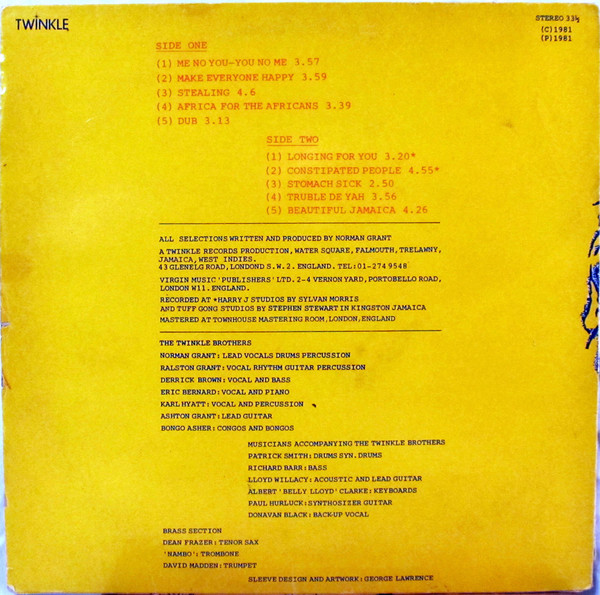 TWINKLE
STEREO 33⅓
(C)1981
(P)1981
SIDE ONE
(1) ME NO YOU-YOU NO ME 3.57
(2) MAKE EVERYONE HAPPY 3.59
(3) STEALING 4.6
(4) AFRICA FOR THE AFRICANS 3.39
(5) DUB 3.13
SIDE TWO
(1) LONGING FOR YOU 3.20*
(2) CONSTIPATED PEOPLE 4.55*
(3) STOMACH SICK 2.50
(4) TRUBLE DE YAH 3.56
(5) BEAUTIFUL JAMAICA 4.26
ALL SELECTIONS WRITTEN AND PRODUCED BY NORMAN GRANT
A TWINKLE RECORDS PRODUCTION, WATER SQUARE, FALMOUTH, TRELAWNY,
JAMAICA, WEST INDIES.
43 GLENELG ROAD, LONDOND S.W.2. ENGLAND. TEL:01-274 9548
VIRGIN MUSIC 'PUBLISHERS' LTD. 2-4 VERNON YARD, PORTOBELLO ROAD,
LONDON W11. ENGLAND.
RECORDED AT *HARRY J STUDIOS BY SYLVAN MORRIS
AND TUFF GONG STUDIOS BY STEPHEN STEWART IN KINGSTON JAMAICA
MASTERED AT TOWNHOUSE MASTERING ROOM, LONDON, ENGLAND
THE TWINKLE BROTHERS
NORMAN GRANT: LEAD VOCALS DRUMS PERCUSSION
RALSTON GRANT: VOCAL RHYTHM GUITAR PERCUSSION
DERRICK BROWN: VOCAL AND BASS
ERIC BERNARD: VOCAL AND PIANO
KARL HYATT: VOCAL AND PERCUSSION
ASHTON GRANT: LEAD GUITAR
BONGO ASHER: CONGOS AND BONGOS
MUSICIANS ACCOMPANYING THE TWINKLE BROTHERS
PATRICK SMITH: DRUMS SYN. DRUMS
RICHARD BARR: BASS
LLOYD WILLACY: ACOUSTIC AND LEAD GUITAR
ALBERT 'BELLY LLOYD' CLARKE: KEYBOARDS
PAUL HURLUCK: SYNTHOSIZER GUITAR
DONAVAN BLACK: BACK-UP VOCAL
BRASS SECTION
DEAN FRAZER: TENOR SAX
'NAMBO': TROMBONE
DAVID MADDEN: TRUMPET
SLEEVE DESIGN AND ARTWORK: GEORGE LAWRENCE